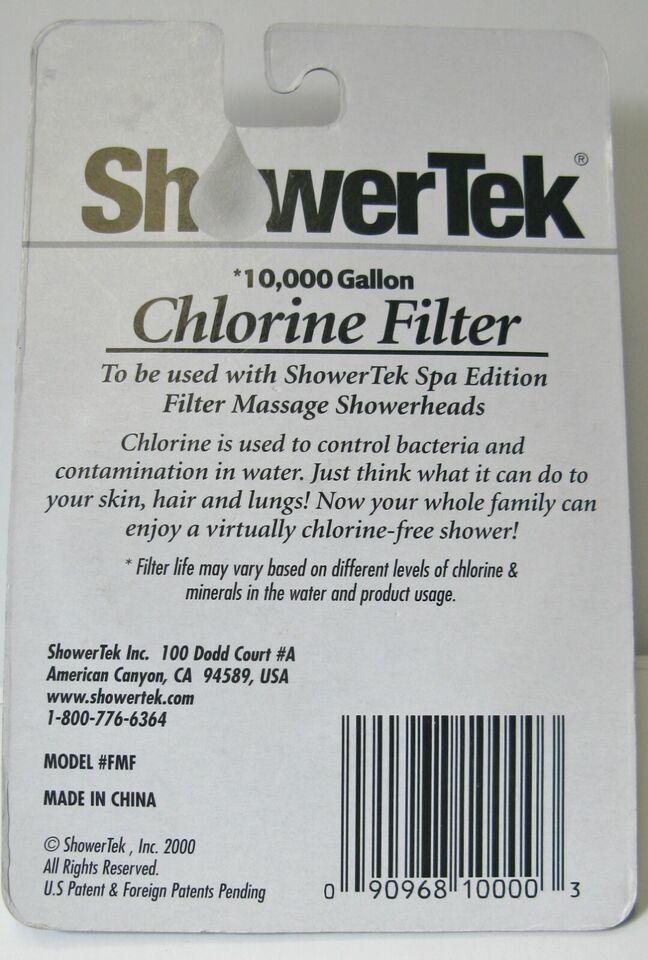 ShowerTek®
*10,000 Gallon
Chlorine Filter
To be used with ShowerTek Spa Edition
Filter Massage Showerheads
Chlorine is used to control bacteria and
contamination in water. Just think what it can do to
your skin, hair and lungs! Now your whole family can
enjoy a virtually chlorine-free shower!
* Filter life may vary based on different levels of chlorine &
minerals in the water and product usage.
ShowerTek Inc. 100 Dodd Court #A
American Canyon, CA 94589, USA
www.showertek.com
1-800-776-6364
MODEL #FMF
MADE IN CHINA
© ShowerTek , Inc. 2000
All Rights Reserved.
U.S Patent & Foreign Patents Pending
0 90968 10000 3